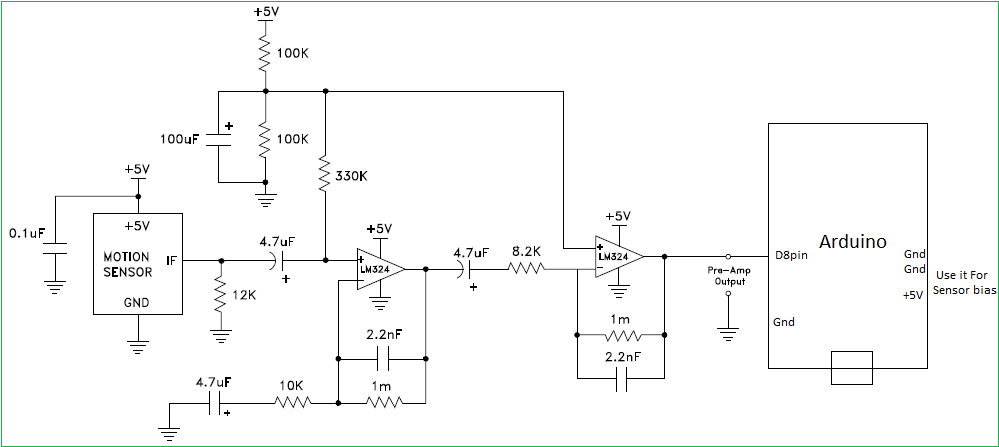 +5V
100K
100uF
+
100K
330K
+5V
+5V
0.1uF
MOTION
SENSOR
IF
GND
12K
4.7uF
+
+5V
+
LM324
−
4.7uF
+
8.2K
+5V
+
LM324
−
Pre-Amp
Output
1m
2.2nF
2.2nF
1m
10K
4.7uF
+
Arduino
D8pin
Gnd
Gnd
+5V
Gnd
Use it For
Sensor bias